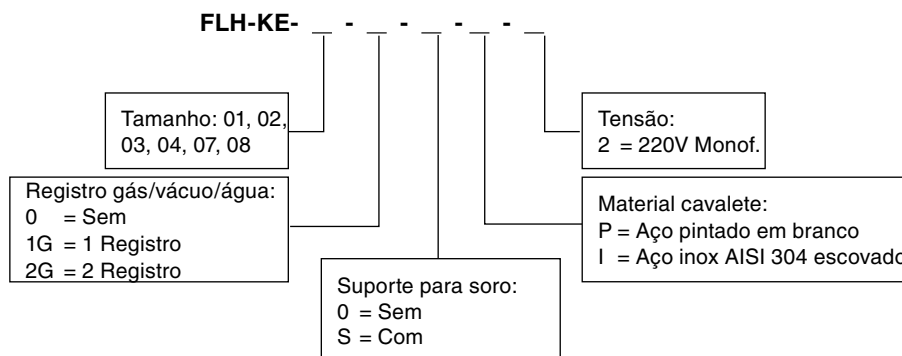 FLH-KE- _ - _ - _ - _ - _
Tamanho: 01, 02,
03, 04, 07, 08
Registro gás/vácuo/água:
0 = Sem
1G = 1 Registro
2G = 2 Registro
Suporte para soro:
0 = Sem
S = Com
Material cavalete:
P = Aço pintado em branco
I = Aço inox AISI 304 escovado
Tensão:
2 = 220V Monof.